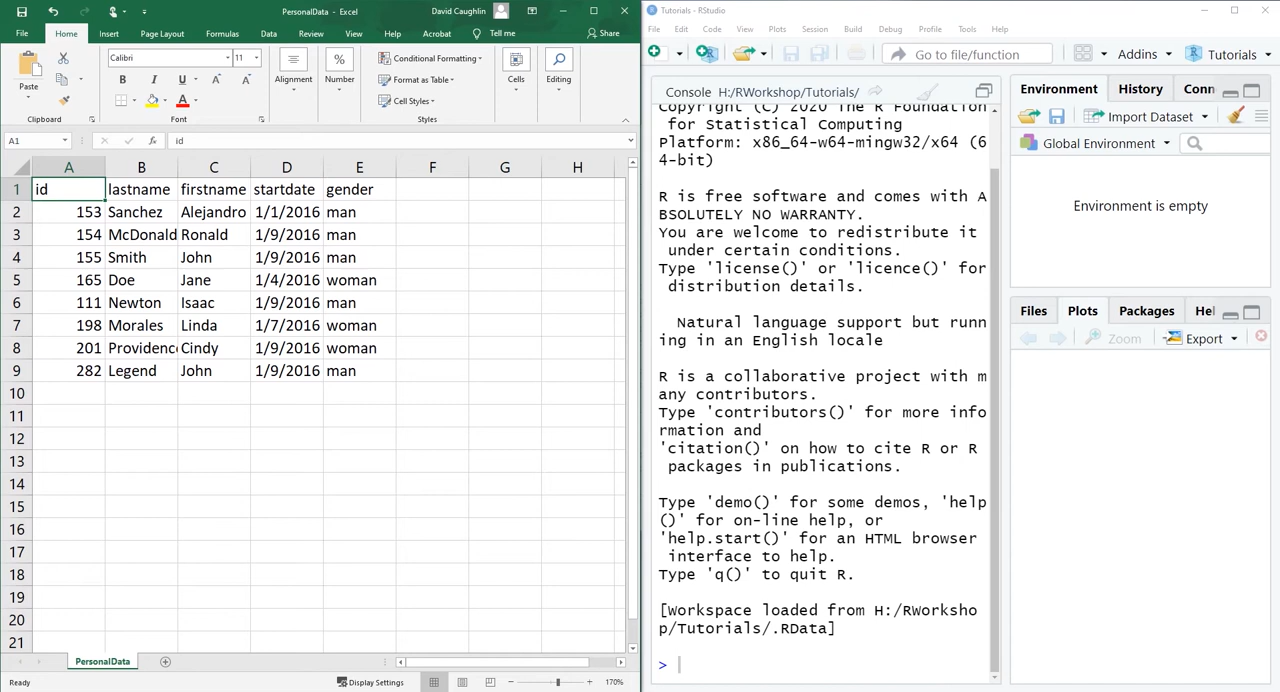 PersonalData - Excel
David Caughlin
File Home Insert Page Layout Formulas Data Review View Help Acrobat Tell me Share
Paste
Clipboard
Calibri 11
B I U A A
A
Font
Alignment
Number
Conditional Formatting
Format as Table
Cell Styles
Styles
Cells
Editing
A1 fx id
A B C D E F G H
1 id lastname firstname startdate gender
2 153 Sanchez Alejandro 1/1/2016 man
3 154 McDonald Ronald 1/9/2016 man
4 155 Smith John 1/9/2016 man
5 165 Doe Jane 1/4/2016 woman
6 111 Newton Isaac 1/9/2016 man
7 198 Morales Linda 1/7/2016 woman
8 201 Providenc Cindy 1/9/2016 woman
9 282 Legend John 1/9/2016 man
10
11
12
13
14
15
16
17
18
19
20
21
PersonalData
Ready Display Settings 170%
Tutorials - RStudio
File Edit Code View Plots Session Build Debug Profile Tools Help
Go to file/function Addins Tutorials
Console H:/RWorkshop/Tutorials/
Copyright (C) 2020 The R Foundation
for Statistical Computing
Platform: x86_64-w64-mingw32/x64 (6
4-bit)
R is free software and comes with A
BSOLUTELY NO WARRANTY.
You are welcome to redistribute it
under certain conditions.
Type 'license()' or 'licence()' for
distribution details.
Natural language support but runn
ing in an English locale
R is a collaborative project with m
any contributors.
Type 'contributors()' for more info
rmation and
'citation()' on how to cite R or R
packages in publications.
Type 'demo()' for some demos, 'help
()' for on-line help, or
'help.start()' for an HTML browser
interface to help.
Type 'q()' to quit R.
[Workspace loaded from H:/RWorksho
p/Tutorials/.RData]
>
Environment History Conn
Import Dataset
Global Environment
Environment is empty
Files Plots Packages Hel
Zoom Export